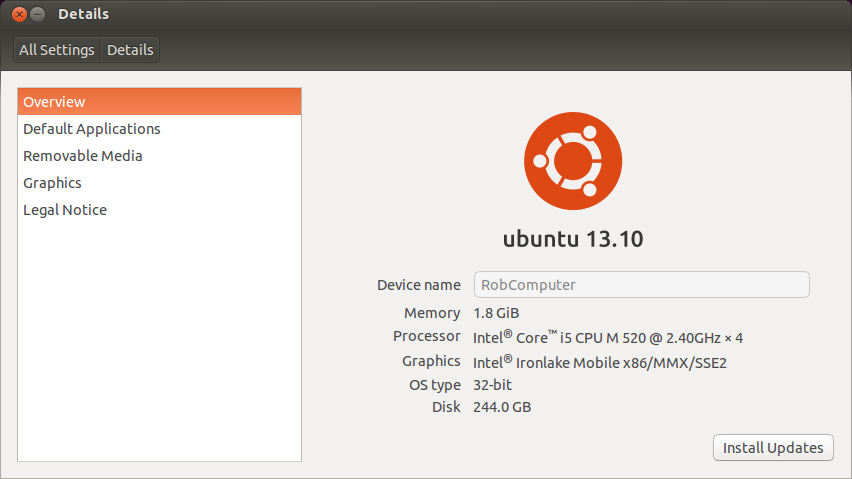 Details
All Settings Details
Overview
Default Applications
Removable Media
Graphics
Legal Notice
ubuntu 13.10
Device name RobComputer
Memory 1.8 GiB
Processor Intel® Core™ i5 CPU M 520 @ 2.40GHz × 4
Graphics Intel® Ironlake Mobile x86/MMX/SSE2
OS type 32-bit
Disk 244.0 GB
Install Updates